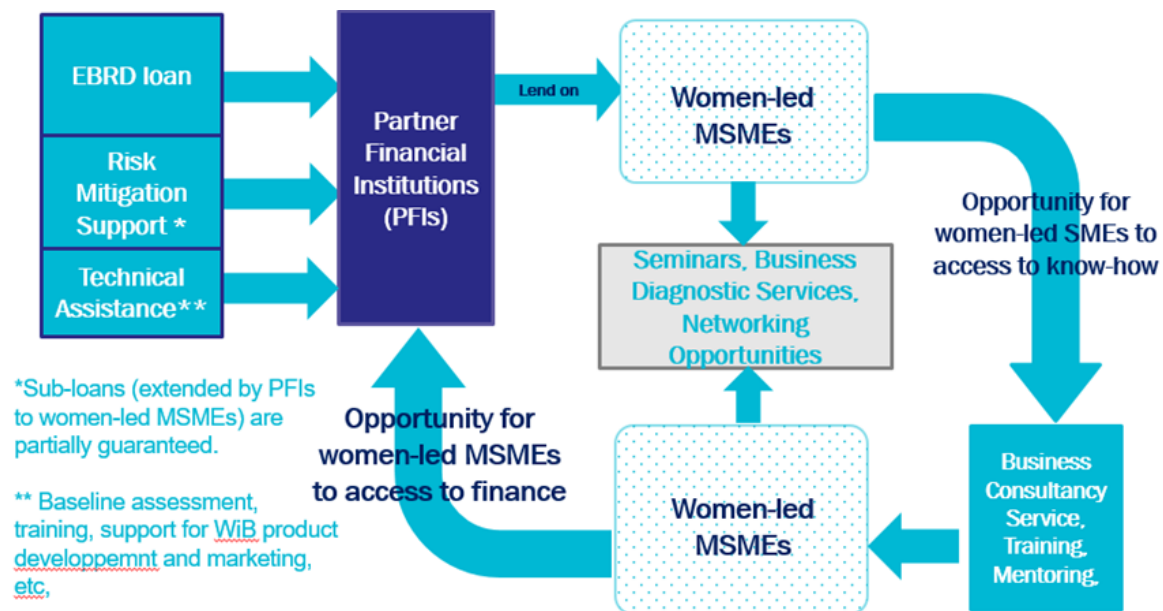 EBRD loan
Risk
Mitigation
Support *
Technical
Assistance**
Partner
Financial
Institutions
(PFIs)
Lend on
Women-led
MSMEs
Opportunity for
women-led SMEs to
access to know-how
Seminars, Business
Diagnostic Services,
Networking
Opportunities
*Sub-loans (extended by PFIs
to women-led MSMEs) are
partially guaranteed.
** Baseline assessment,
training, support for WiB product
developpemnt and marketing,
etc,
Opportunity for
women-led MSMEs
to access to finance
Women-led
MSMEs
Business
Consultancy
Service,
Training,
Mentoring,